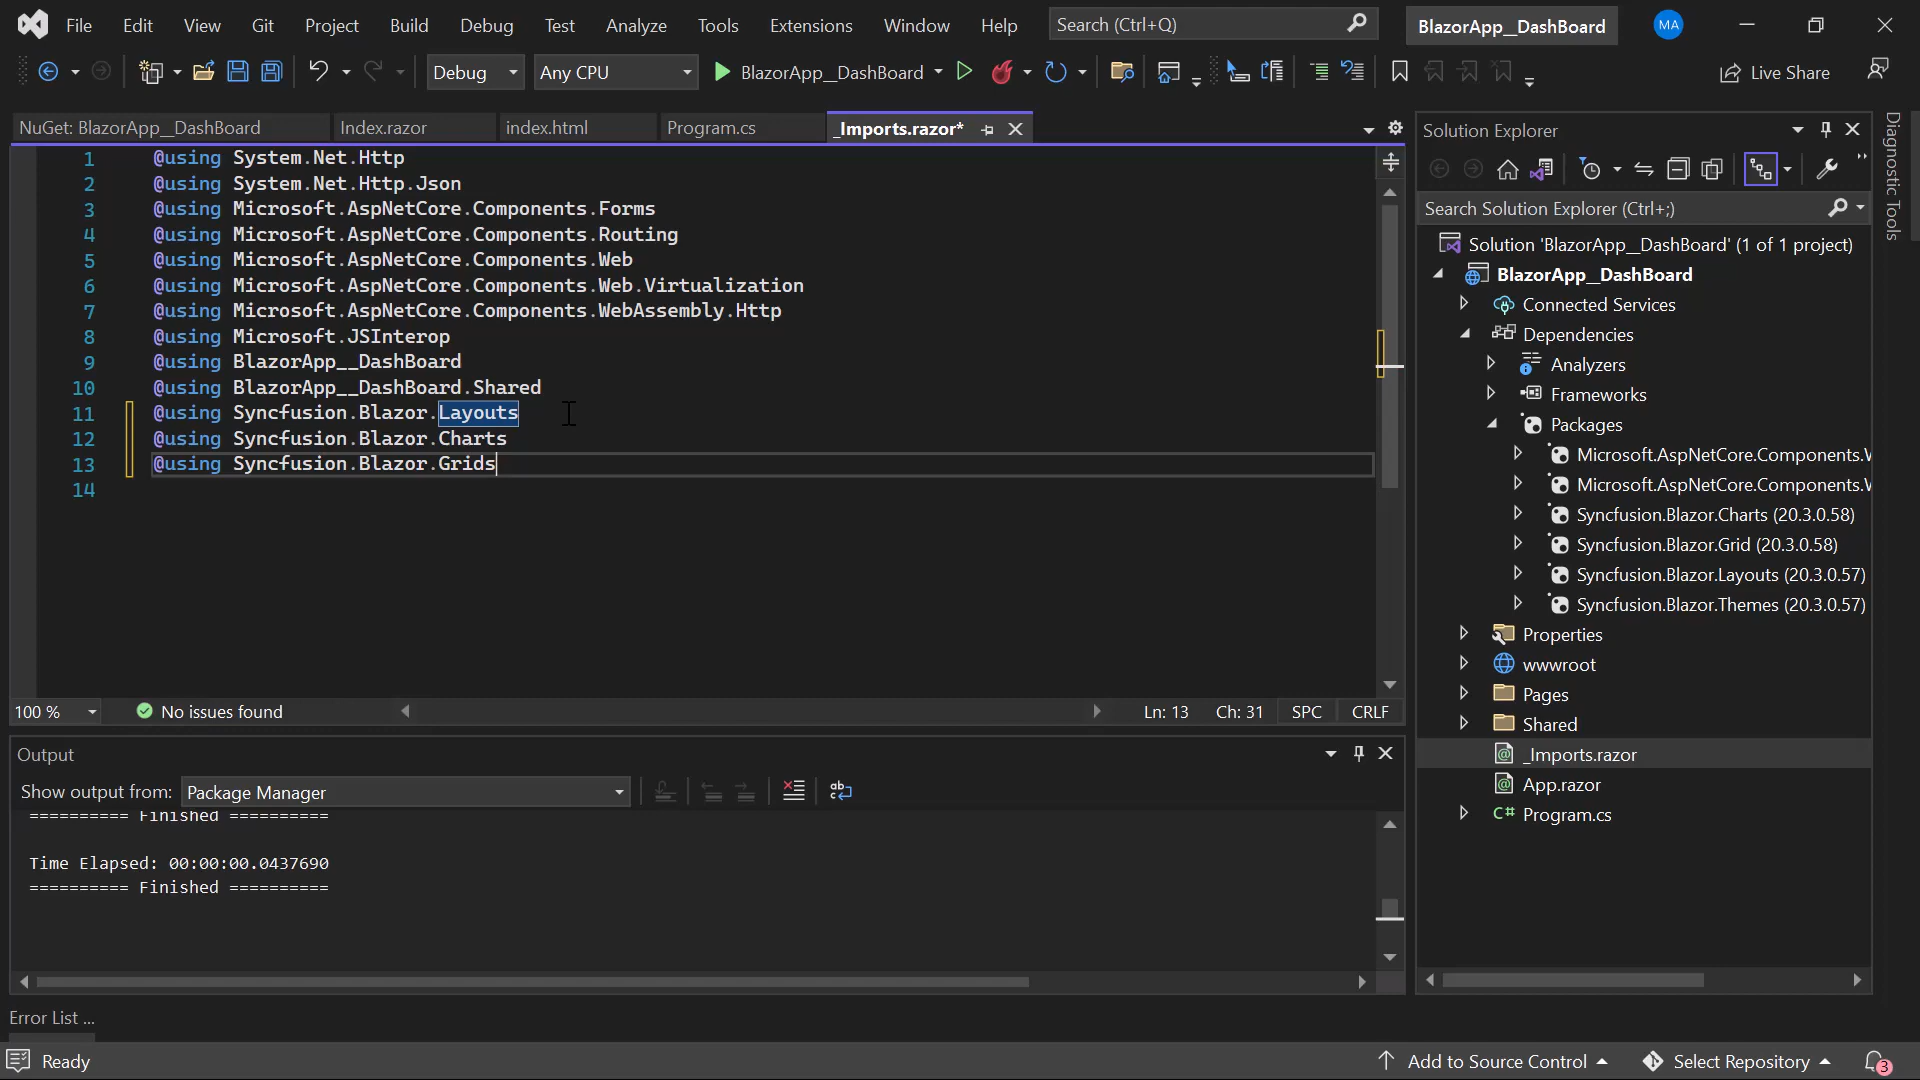 File Edit View Git Project Build Debug Test Analyze Tools Extensions Window Help Search (Ctrl+Q) BlazorApp__DashBoard MA
Debug Any CPU BlazorApp__DashBoard Live Share
NuGet: BlazorApp__DashBoard Index.razor index.html Program.cs _Imports.razor*
1 @using System.Net.Http
2 @using System.Net.Http.Json
3 @using Microsoft.AspNetCore.Components.Forms
4 @using Microsoft.AspNetCore.Components.Routing
5 @using Microsoft.AspNetCore.Components.Web
6 @using Microsoft.AspNetCore.Components.Web.Virtualization
7 @using Microsoft.AspNetCore.Components.WebAssembly.Http
8 @using Microsoft.JSInterop
9 @using BlazorApp__DashBoard
10 @using BlazorApp__DashBoard.Shared
11 @using Syncfusion.Blazor.Layouts
12 @using Syncfusion.Blazor.Charts
13 @using Syncfusion.Blazor.Grids
14
100 % No issues found Ln: 13 Ch: 31 SPC CRLF
Output
Show output from: Package Manager
========== Finished ==========
Time Elapsed: 00:00:00.0437690
========== Finished ==========
Error List ...
Solution Explorer
Search Solution Explorer (Ctrl+;)
Solution 'BlazorApp__DashBoard' (1 of 1 project)
BlazorApp__DashBoard
Connected Services
Dependencies
Analyzers
Frameworks
Packages
Microsoft.AspNetCore.Components.W
Microsoft.AspNetCore.Components.W
Syncfusion.Blazor.Charts (20.3.0.58)
Syncfusion.Blazor.Grid (20.3.0.58)
Syncfusion.Blazor.Layouts (20.3.0.57)
Syncfusion.Blazor.Themes (20.3.0.57)
Properties
wwwroot
Pages
Shared
_Imports.razor
App.razor
C# Program.cs
Diagnostic Tools
Ready Add to Source Control Select Repository 3